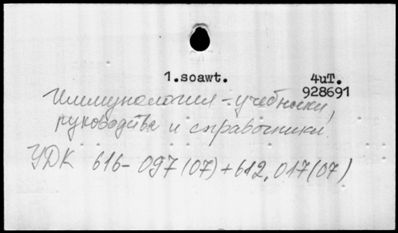 1.soawt. 4uT.
928691
Иммунология - учебники,
руководства и справочники.
УДК 616-097(07)+612.017(07)